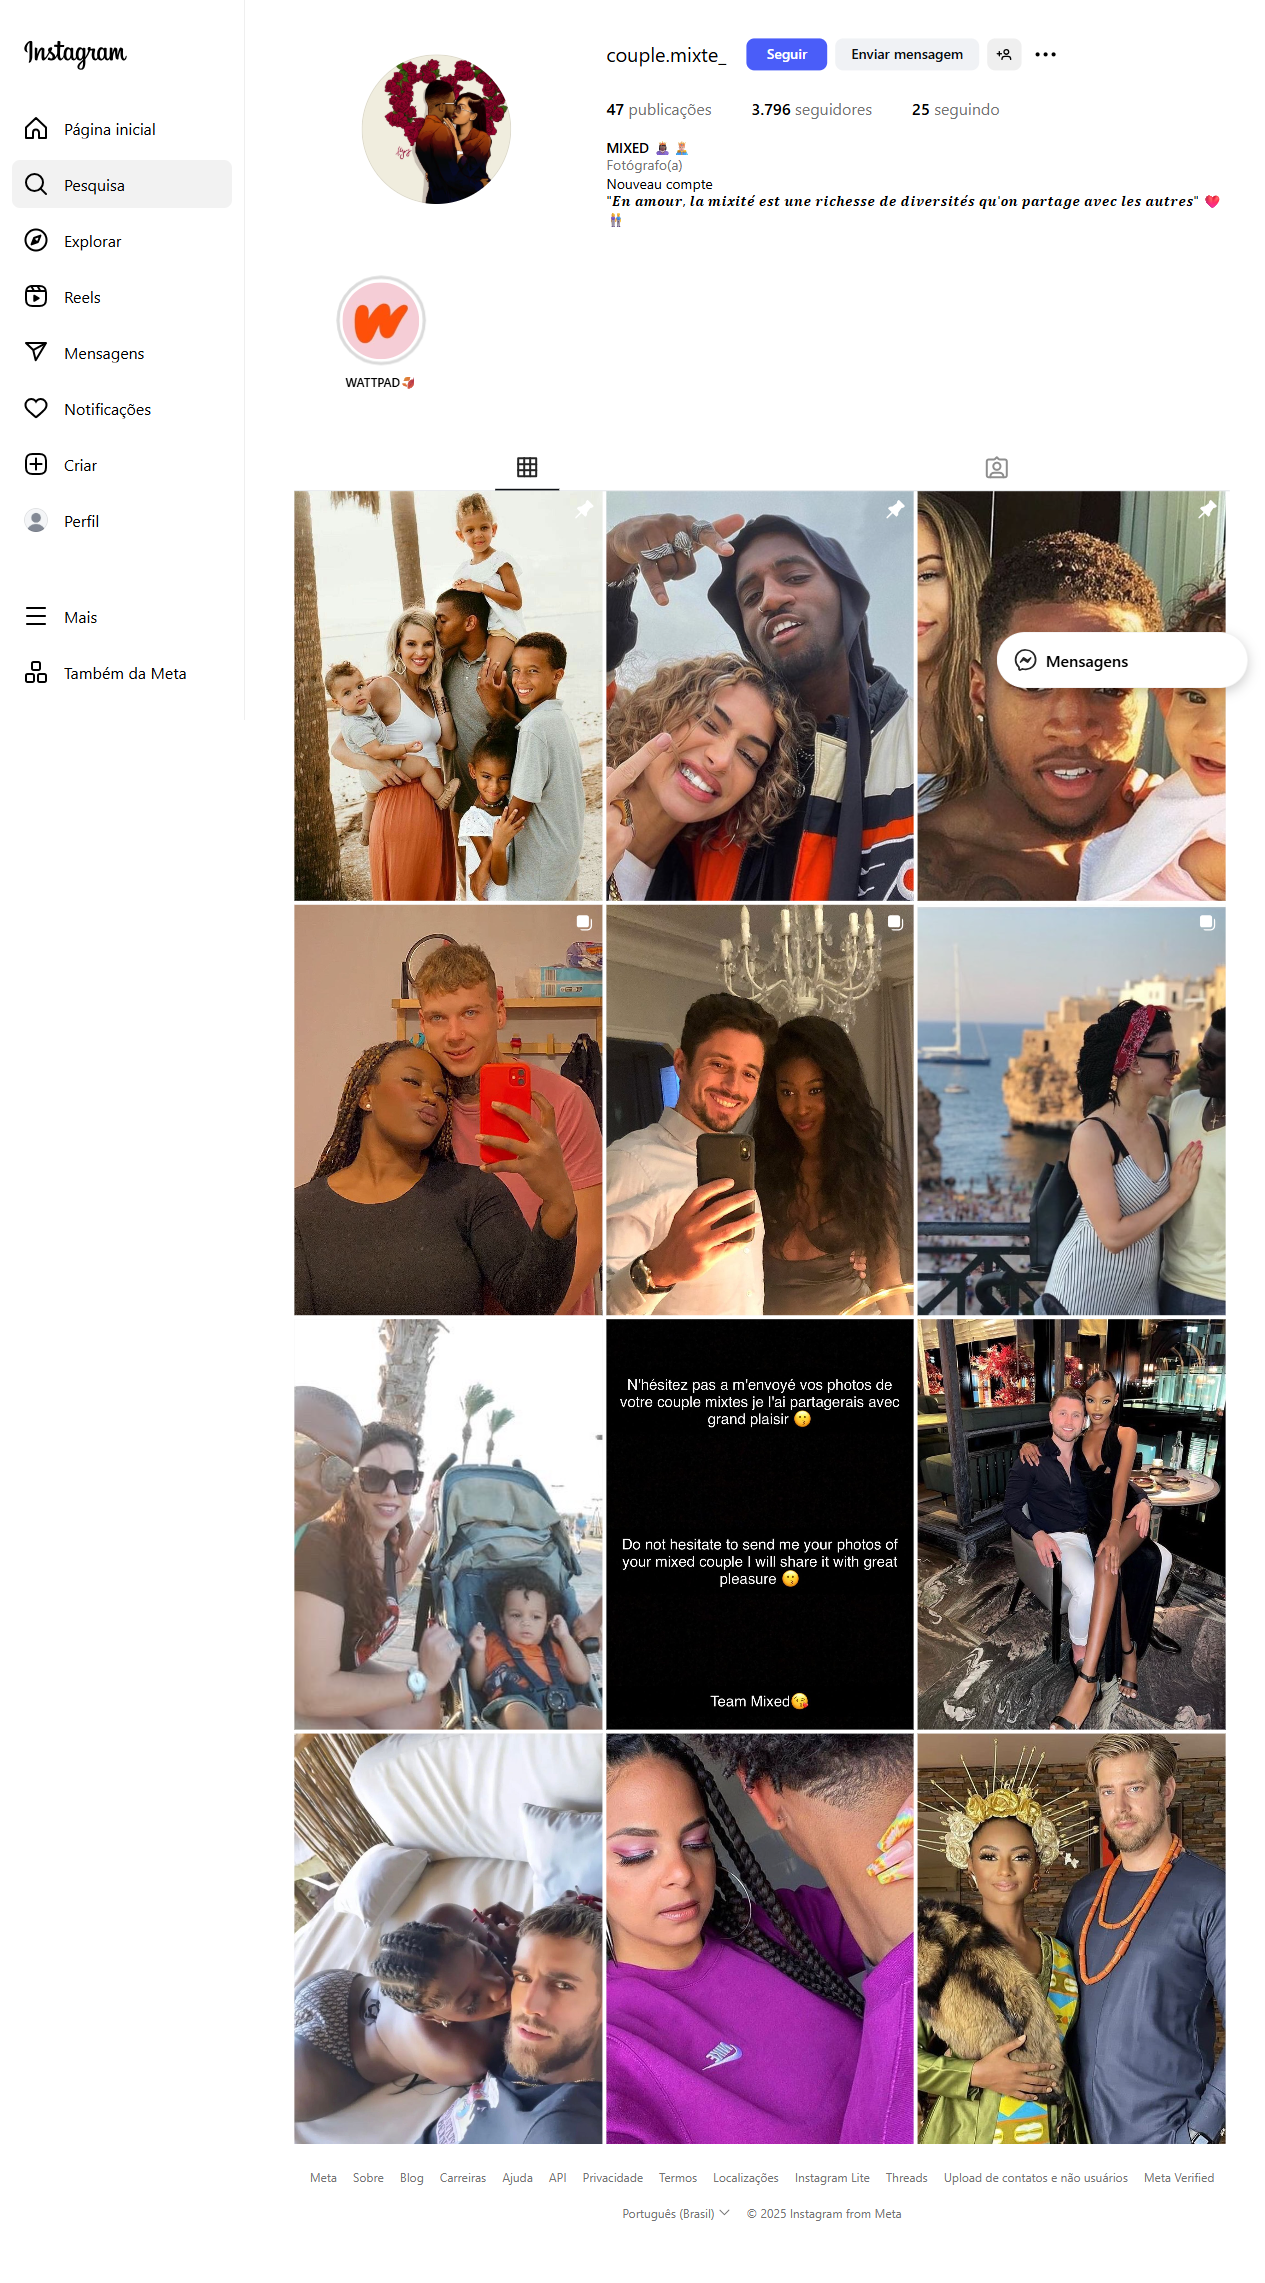 Instagram
Página inicial
Pesquisa
Explorar
Reels
Mensagens
Notificações
Criar
Perfil
Mais
Também da Meta
couple.mixte_
Seguir
Enviar mensagem
47 publicações
3.796 seguidores
25 seguindo
MIXED 🙇🏾‍♀️💆🏼‍♂️
Fotógrafo(a)
Nouveau compte
"En amour, la mixité est une richesse de diversités qu'on partage avec les autres" ❤️
👫
WATTPAD
Mensagens
N'hésitez pas a m'envoyé vos photos de
votre couple mixtes je l'ai partagerais avec
grand plaisir 😗
Do not hesitate to send me your photos of
your mixed couple I will share it with great
pleasure 😗
Team Mixed😘
NIKE
Meta
Sobre
Blog
Carreiras
Ajuda
API
Privacidade
Termos
Localizações
Instagram Lite
Threads
Upload de contatos e não usuários
Meta Verified
Português (Brasil)
© 2025 Instagram from Meta